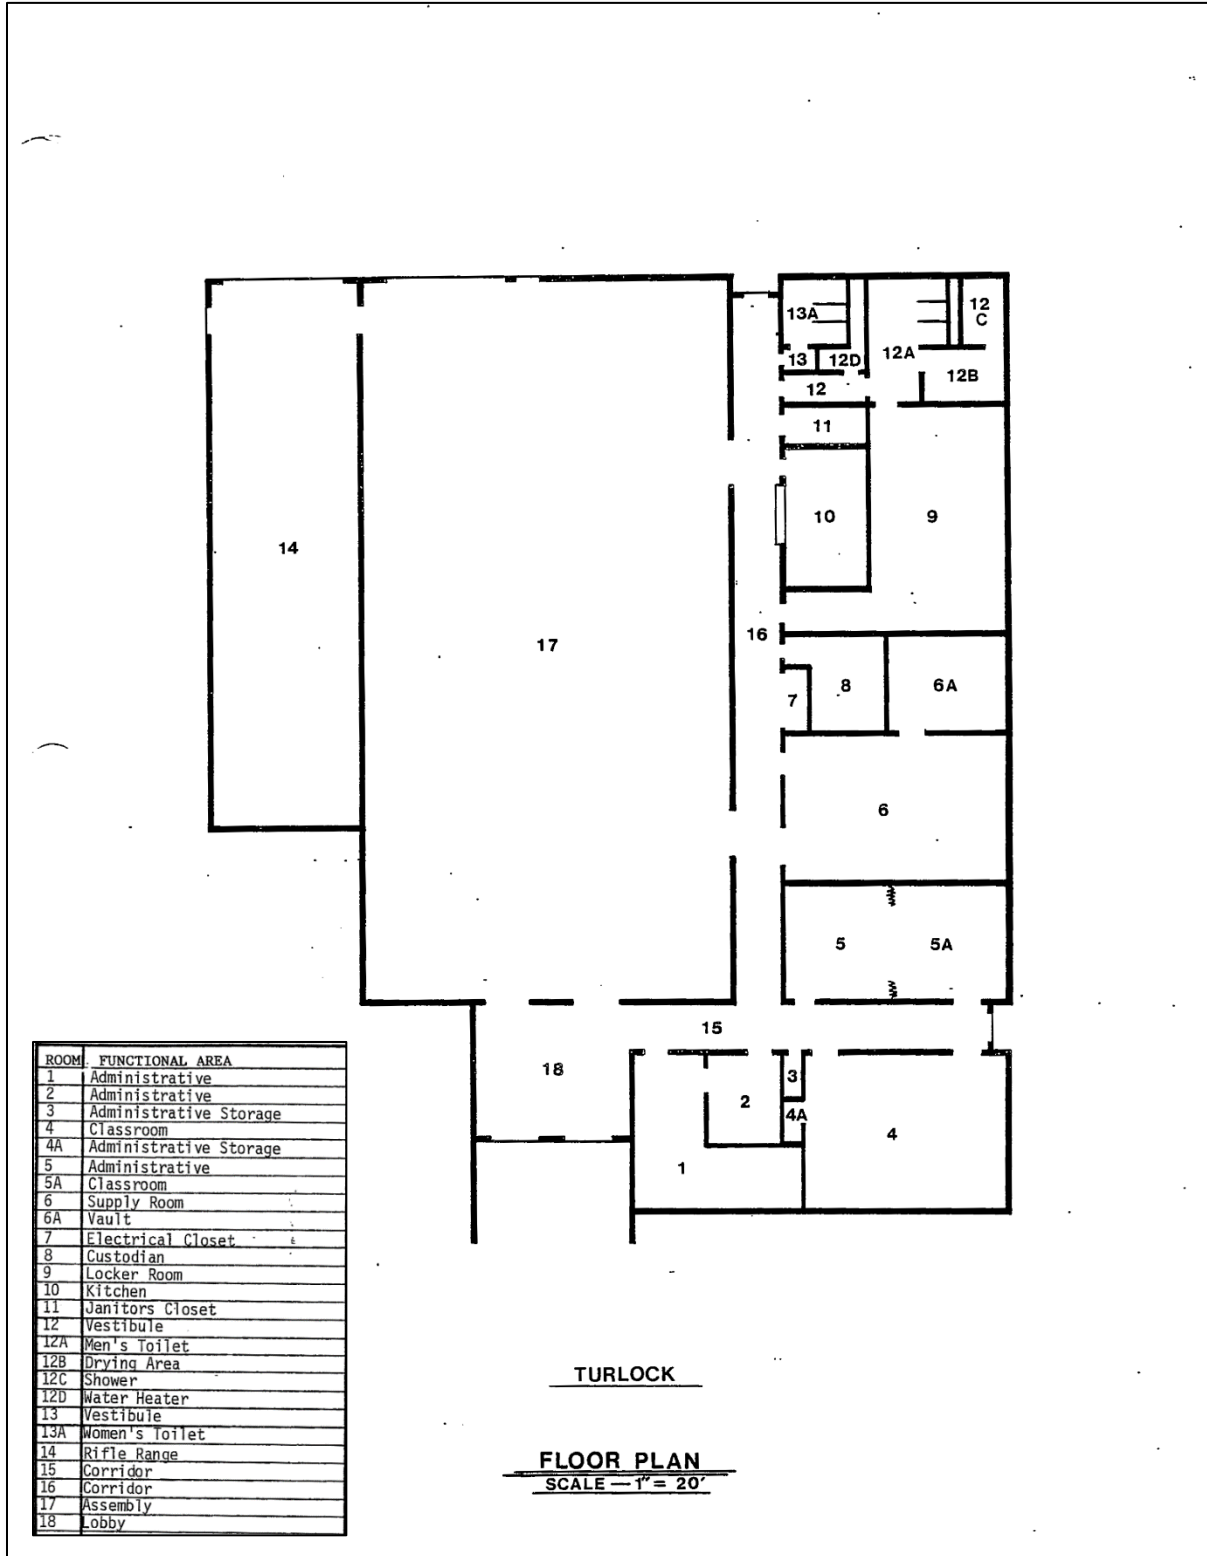 13A
12
C
13
12D
12A
12B
12
11
10
9
14
16
17
8
6A
7
6
5
5A
15
18
3
2
4A
4
1
ROOM FUNCTIONAL AREA
1 Administrative
2 Administrative
3 Administrative Storage
4 Classroom
4A Administrative Storage
5 Administrative
5A Classroom
6 Supply Room
6A Vault
7 Electrical Closet
8 Custodian
9 Locker Room
10 Kitchen
11 Janitors Closet
12 Vestibule
12A Men's Toilet
12B Drying Area
12C Shower
12D Water Heater
13 Vestibule
13A Women's Toilet
14 Rifle Range
15 Corridor
16 Corridor
17 Assembly
18 Lobby
TURLOCK
FLOOR PLAN
SCALE — 1" = 20'